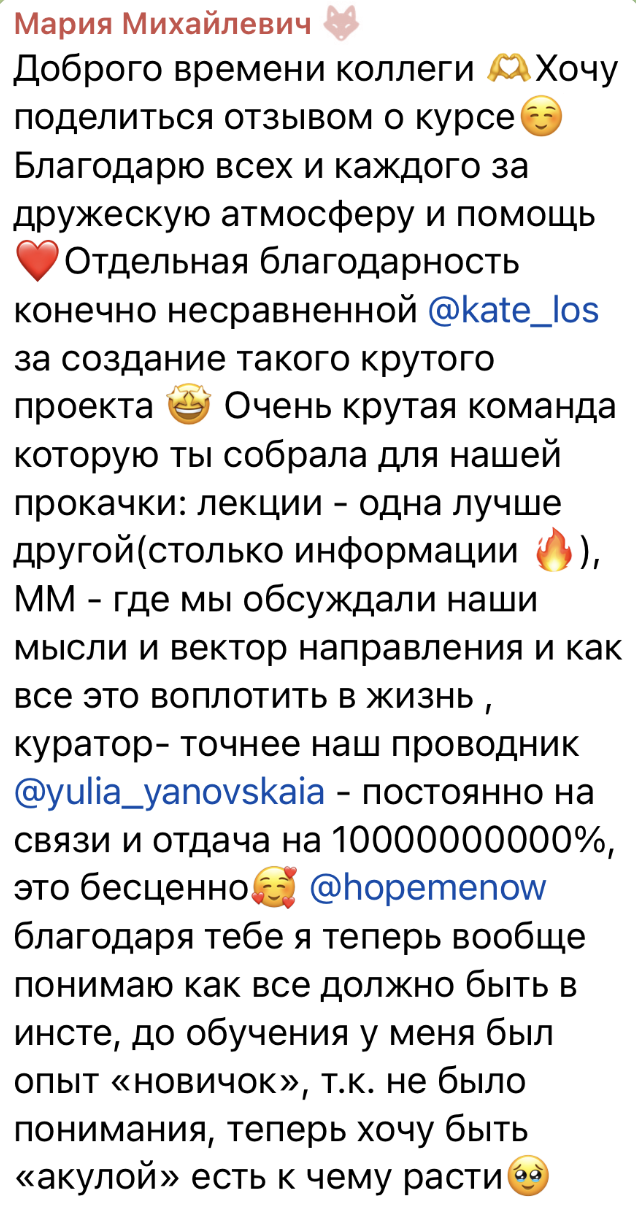 Мария Михайлевич 🦊
Доброго времени коллеги 🫶Хочу
поделиться отзывом о курсе☺️
Благодарю всех и каждого за
дружескую атмосферу и помощь
❤️Отдельная благодарность
конечно несравненной @kate_los
за создание такого крутого
проекта 🤩 Очень крутая команда
которую ты собрала для нашей
прокачки: лекции - одна лучше
другой(столько информации 🔥),
ММ - где мы обсуждали наши
мысли и вектор направления и как
все это воплотить в жизнь ,
куратор- точнее наш проводник
@yulia_yanovskaia - постоянно на
связи и отдача на 10000000000%,
это бесценно🥰 @hopemenow
благодаря тебе я теперь вообще
понимаю как все должно быть в
инсте, до обучения у меня был
опыт «новичок», т.к. не было
понимания, теперь хочу быть
«акулой» есть к чему расти🥹